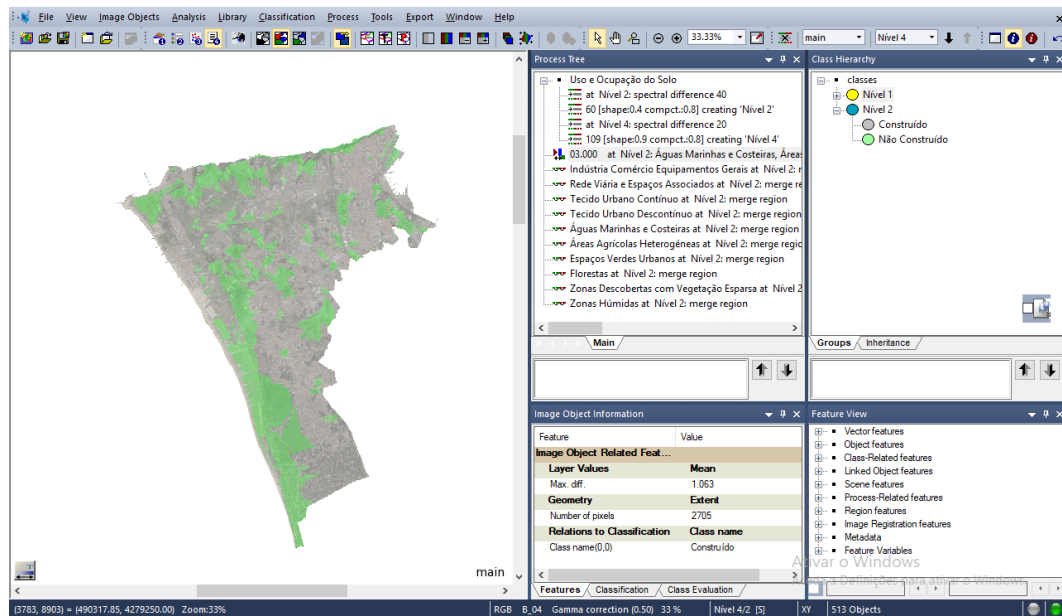 File View Image Objects Analysis Library Classification Process Tools Export Window Help
33.33% main Nível 4
Process Tree
Uso e Ocupação do Solo
at Nível 2: spectral difference 40
60 [shape:0.4 compct.:0.8] creating 'Nível 2'
at Nível 4: spectral difference 20
109 [shape:0.9 compct.:0.8] creating 'Nível 4'
03.000 at Nível 2: Águas Marinhas e Costeiras, Áreas
Indústria Comércio Equipamentos Gerais at Nível 2: r
Rede Viária e Espaços Associados at Nível 2: merge re
Tecido Urbano Contínuo at Nível 2: merge region
Tecido Urbano Descontínuo at Nível 2: merge region
Águas Marinhas e Costeiras at Nível 2: merge region
Áreas Agrícolas Heterogéneas at Nível 2: merge regic
Espaços Verdes Urbanos at Nível 2: merge region
Florestas at Nível 2: merge region
Zonas Descobertas com Vegetação Esparsa at Nível 2
Zonas Húmidas at Nível 2: merge region
Main
Class Hierarchy
classes
Nível 1
Nível 2
Construído
Não Construído
Groups Inheritance
Image Object Information
Feature Value
Image Object Related Feat...
Layer Values Mean
Max. diff. 1.063
Geometry Extent
Number of pixels 2705
Relations to Classification Class name
Class name(0,0) Construído
Features Classification Class Evaluation
Feature View
Vector features
Object features
Class-Related features
Linked Object features
Scene features
Process-Related features
Region features
Image Registration features
Metadata
Feature Variables
Ativar o Windows
a Definições para ativar o Windows.
main
(3783, 8903) = (490317.85, 4279250.00) Zoom:33%
RGB B_04 Gamma correction (0.50) 33 % Nível 4/2 [S] XY 513 Objects